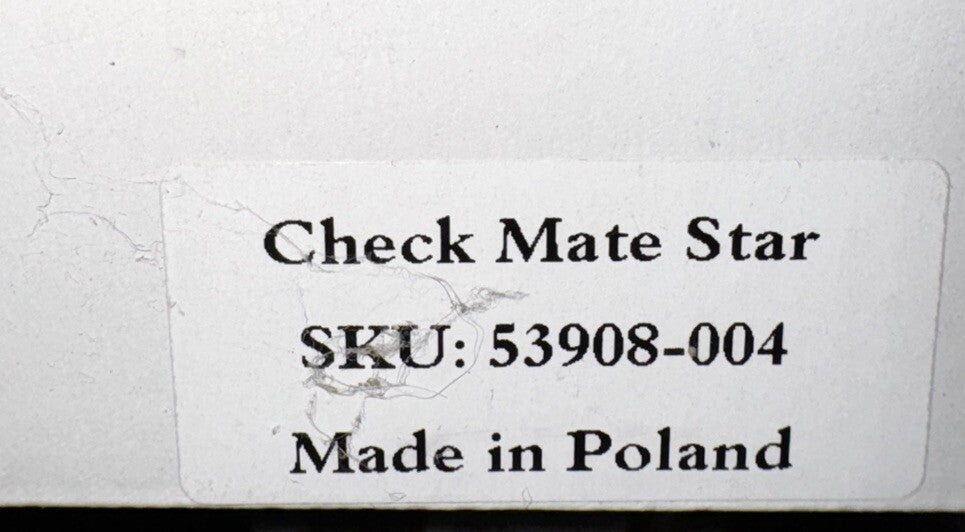 Check Mate Star
SKU: 53908-004
Made in Poland